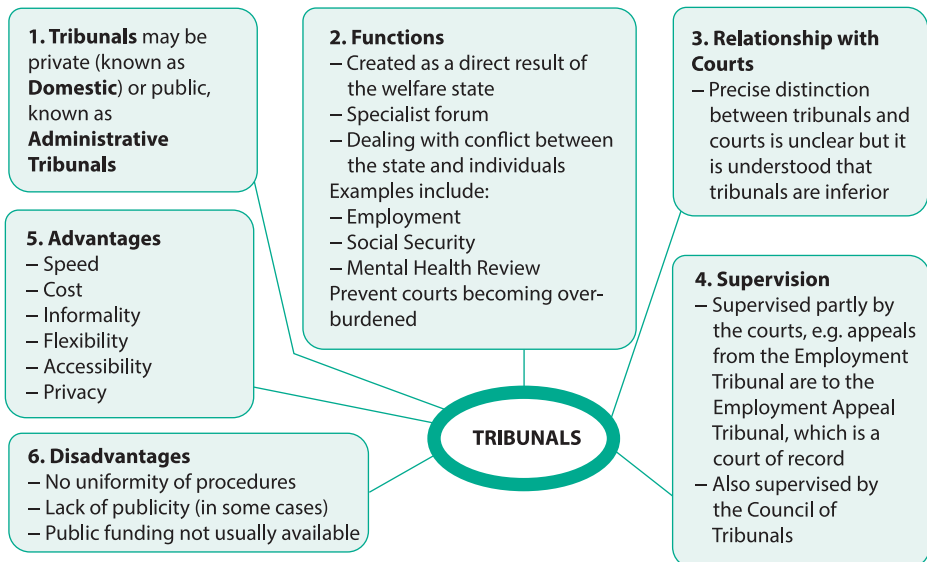 1. Tribunals may be
private (known as
Domestic) or public,
known as
Administrative
Tribunals
2. Functions
– Created as a direct result of
the welfare state
– Specialist forum
– Dealing with conflict between
the state and individuals
Examples include:
– Employment
– Social Security
– Mental Health Review
Prevent courts becoming over-
burdened
3. Relationship with
Courts
– Precise distinction
between tribunals and
courts is unclear but it
is understood that
tribunals are inferior
4. Supervision
– Supervised partly by
the courts, e.g. appeals
from the Employment
Tribunal are to the
Employment Appeal
Tribunal, which is a
court of record
– Also supervised by
the Council of
Tribunals
5. Advantages
– Speed
– Cost
– Informality
– Flexibility
– Accessibility
– Privacy
6. Disadvantages
– No uniformity of procedures
– Lack of publicity (in some cases)
– Public funding not usually available
TRIBUNALS